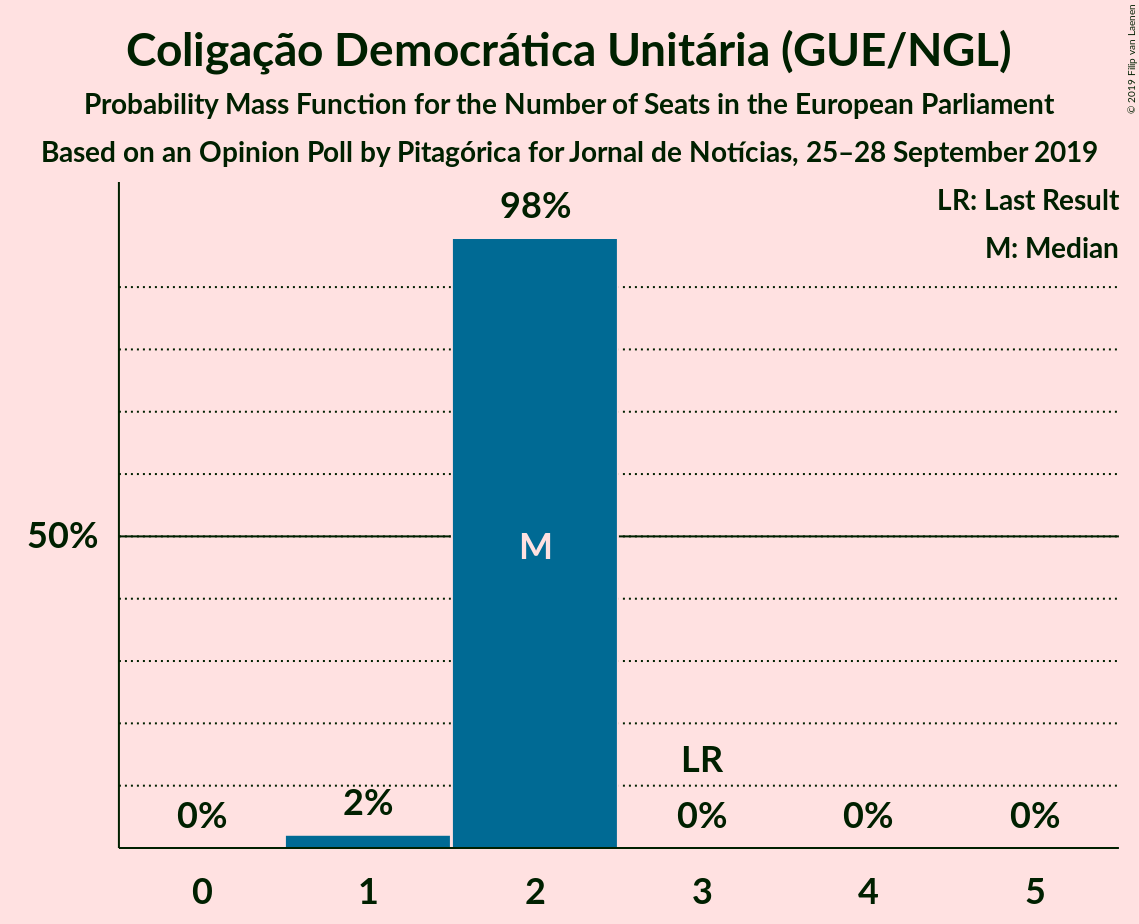 Coligação Democrática Unitária (GUE/NGL)
Probability Mass Function for the Number of Seats in the European Parliament
Based on an Opinion Poll by Pitagórica for Jornal de Notícias, 25–28 September 2019
© 2019 Filip van Laenen
LR: Last Result
M: Median
98%
50%
M
LR
0%
2%
0%
0%
0%
0
1
2
3
4
5